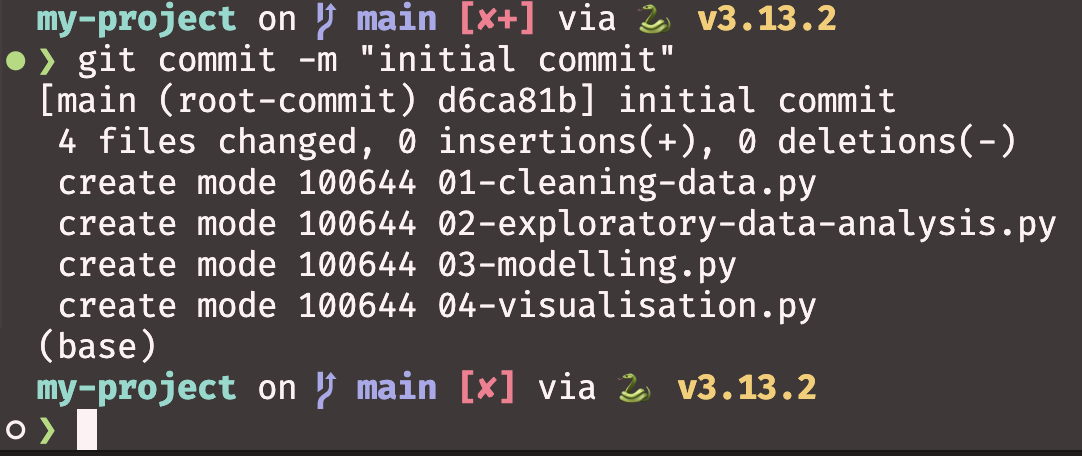 my-project on main [✘+] via 🐍 v3.13.2
❯ git commit -m "initial commit"
[main (root-commit) d6ca81b] initial commit
4 files changed, 0 insertions(+), 0 deletions(-)
create mode 100644 01-cleaning-data.py
create mode 100644 02-exploratory-data-analysis.py
create mode 100644 03-modelling.py
create mode 100644 04-visualisation.py
(base)
my-project on main [✘] via 🐍 v3.13.2
❯